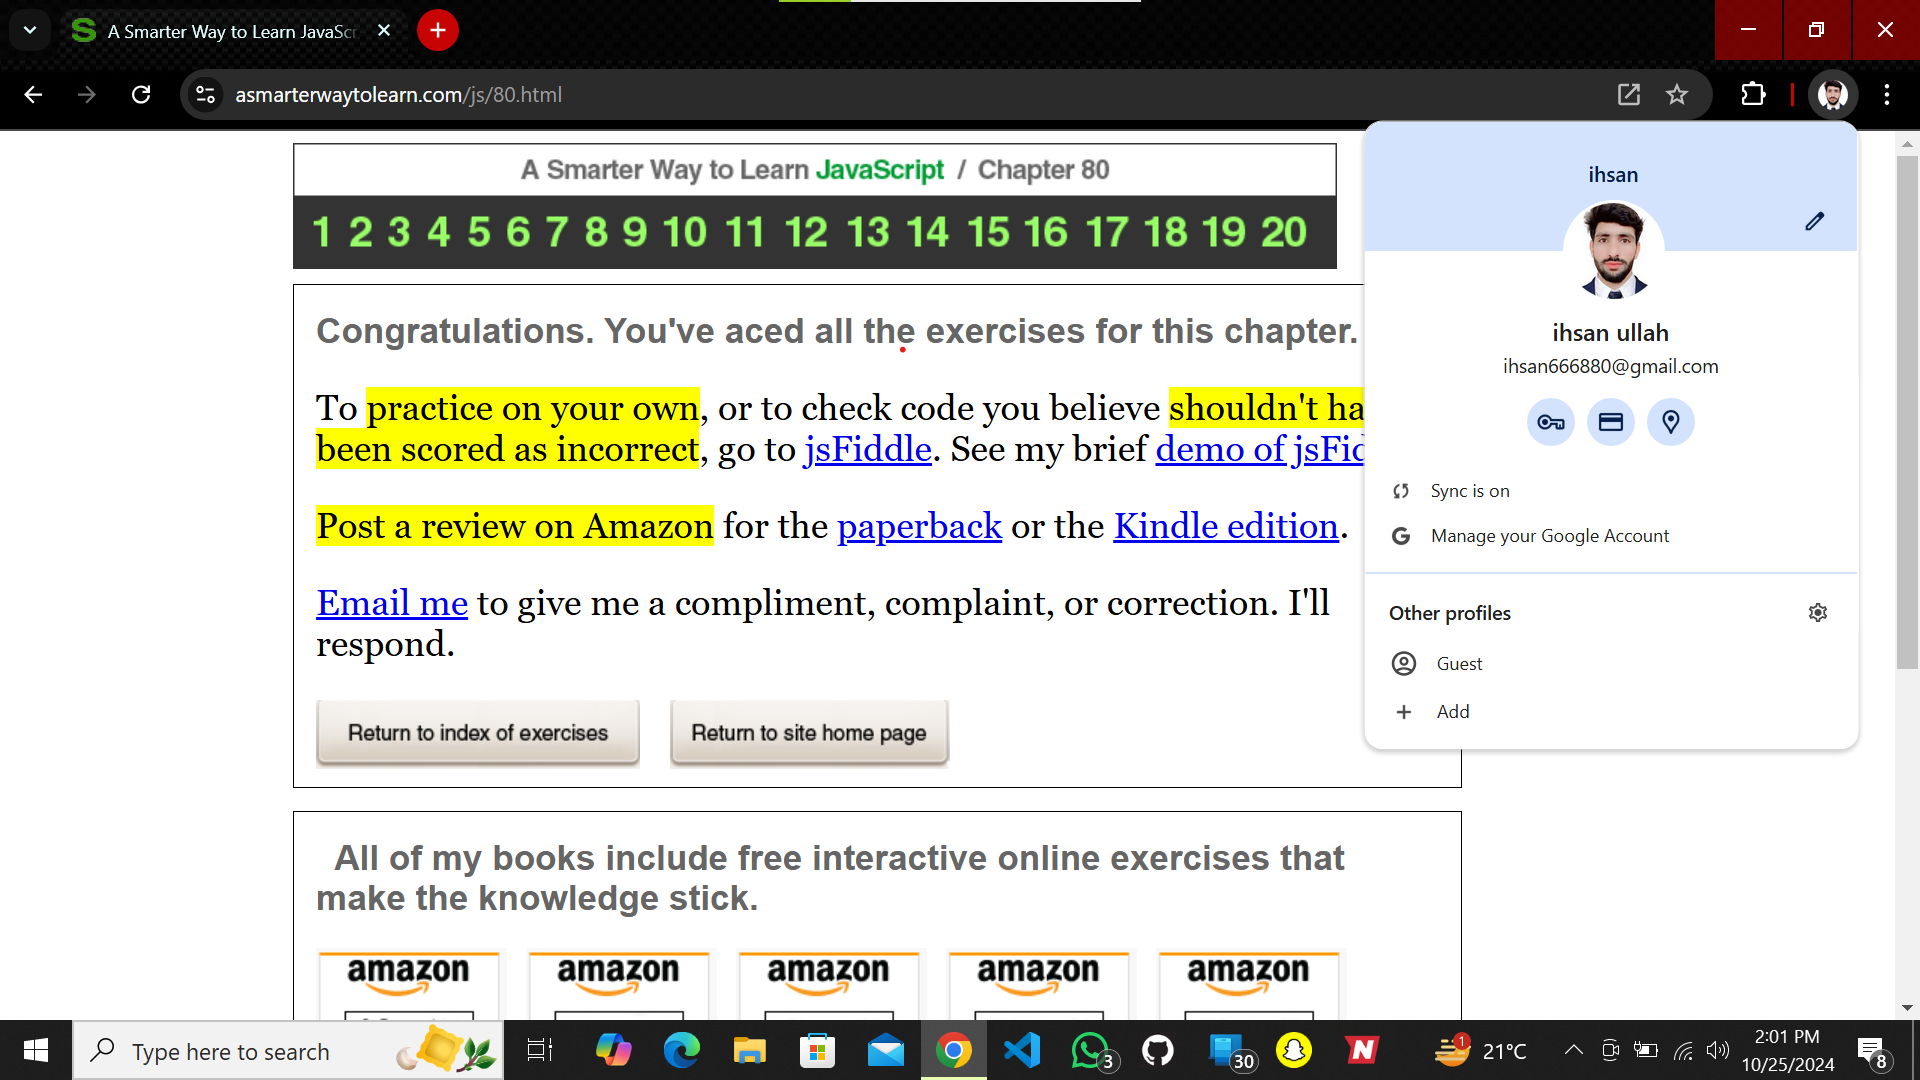 A Smarter Way to Learn JavaScr
asmarterwaytolearn.com/js/80.html
A Smarter Way to Learn JavaScript / Chapter 80
1 2 3 4 5 6 7 8 9 10 11 12 13 14 15 16 17 18 19 20
Congratulations. You've aced all the exercises for this chapter.
To practice on your own, or to check code you believe shouldn't ha
been scored as incorrect, go to jsFiddle. See my brief demo of jsFid
Post a review on Amazon for the paperback or the Kindle edition.
Email me to give me a compliment, complaint, or correction. I'll
respond.
Return to index of exercises
Return to site home page
All of my books include free interactive online exercises that
make the knowledge stick.
amazon amazon amazon amazon amazon
ihsan
ihsan ullah
ihsan666880@gmail.com
Sync is on
G Manage your Google Account
Other profiles
Guest
Add
Type here to search
3
30
N
1
21°C
2:01 PM
10/25/2024
8